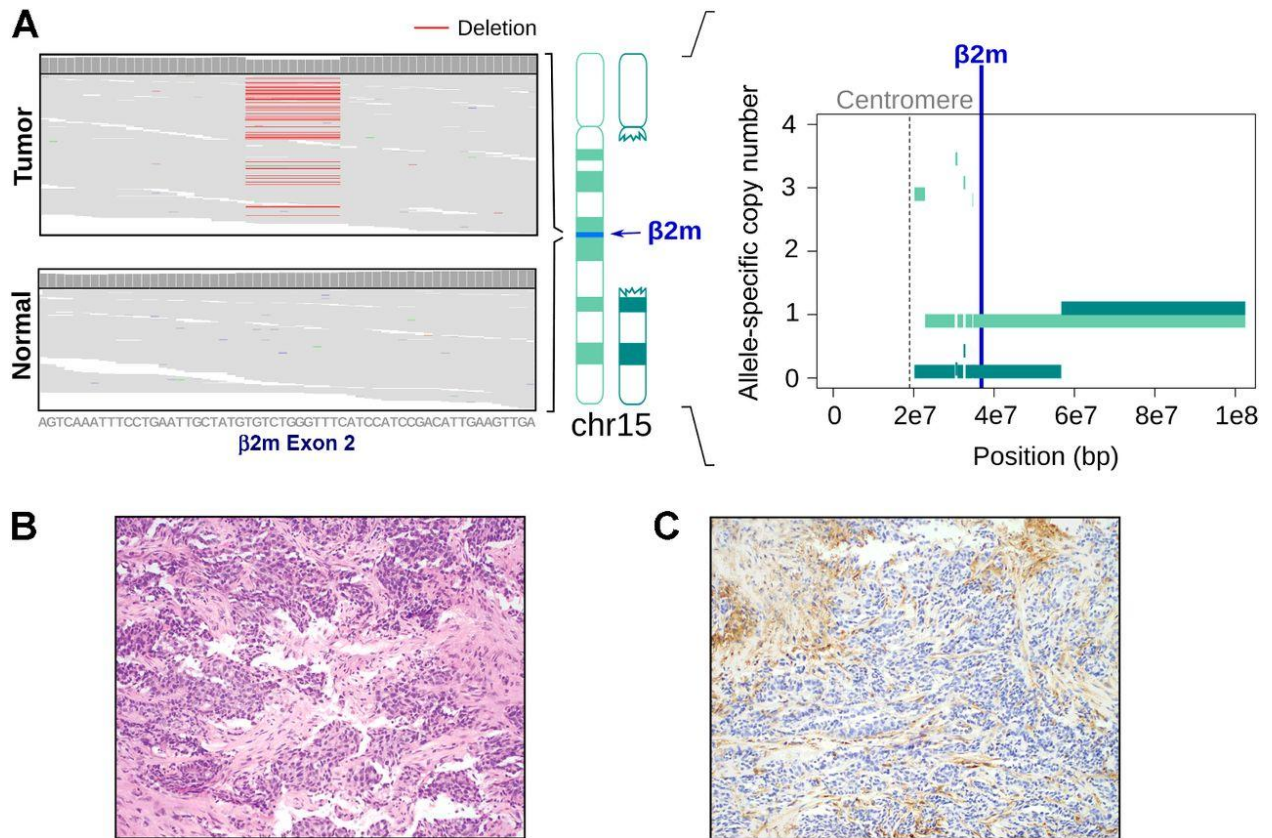 A
Deletion
Tumor
Normal
AGTCAAATTTCCTGAATTGCTATGTGTCTGGGTTTCATCCATCCGACATTGAAGTTGA
β2m Exon 2
β2m
chr15
β2m
Centromere
Allele-specific copy number
4
3
2
1
0
0 2e7 4e7 6e7 8e7 1e8
Position (bp)
B
C